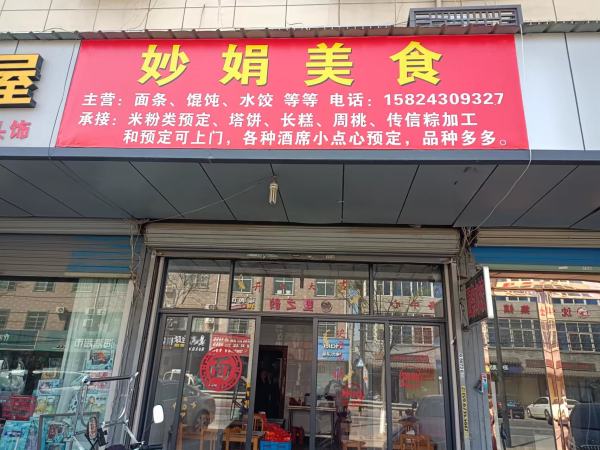 妙娟美食
主营：面条、馄饨、水饺 等等 电话：15824309327
承接：米粉类预定、塔饼、长糕、周桃、传信粽加工
和预定可上门，各种酒席小点心预定，品种多多。
屋
头饰